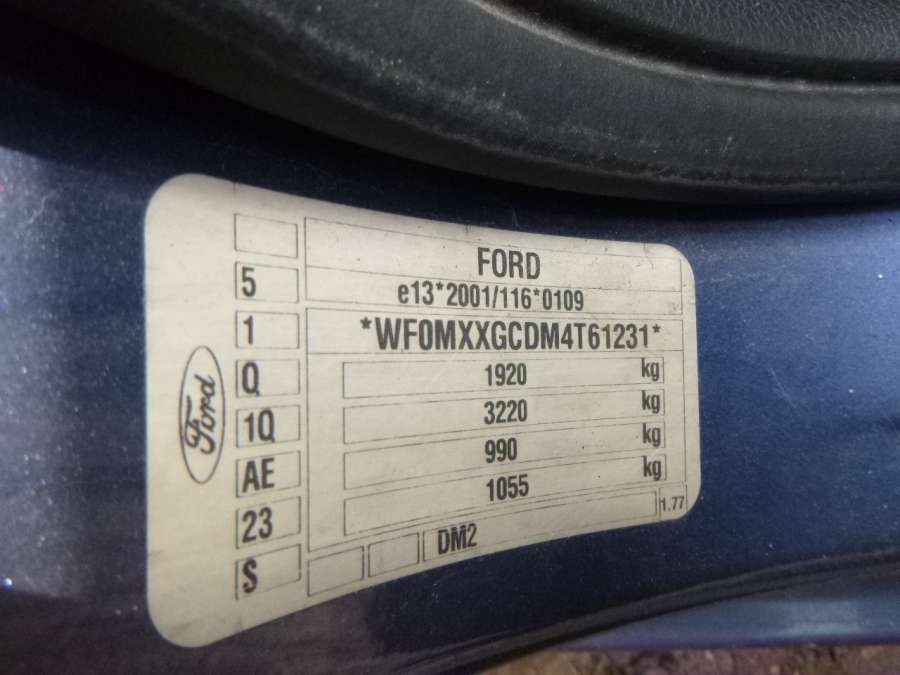 FORD
e13*2001/116*0109
*WF0MXXGCDM4T61231*
1920 kg
3220 kg
990 kg
1055 kg
1.77
DM2
5
1
Q
1Q
AE
23
S
Ford